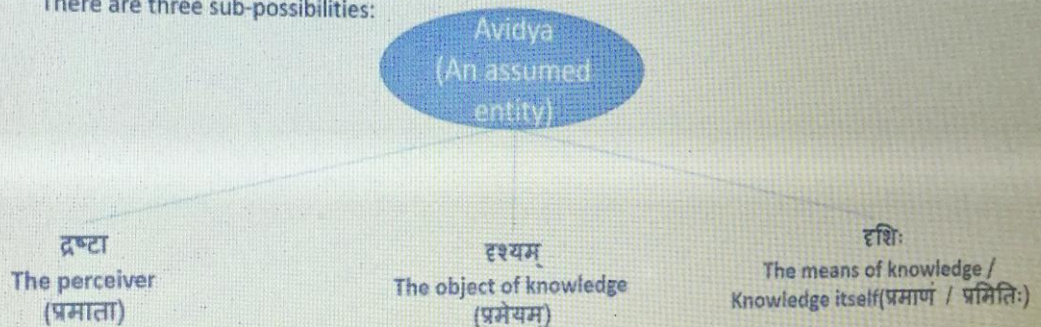 There are three sub-possibilities:
Avidya
(An assumed
entity)
द्रष्टा
The perceiver
(प्रमाता)
दृश्यम्
The object of knowledge
(प्रमेयम्)
दृशिः
The means of knowledge /
Knowledge itself(प्रमाणं / प्रमितिः)